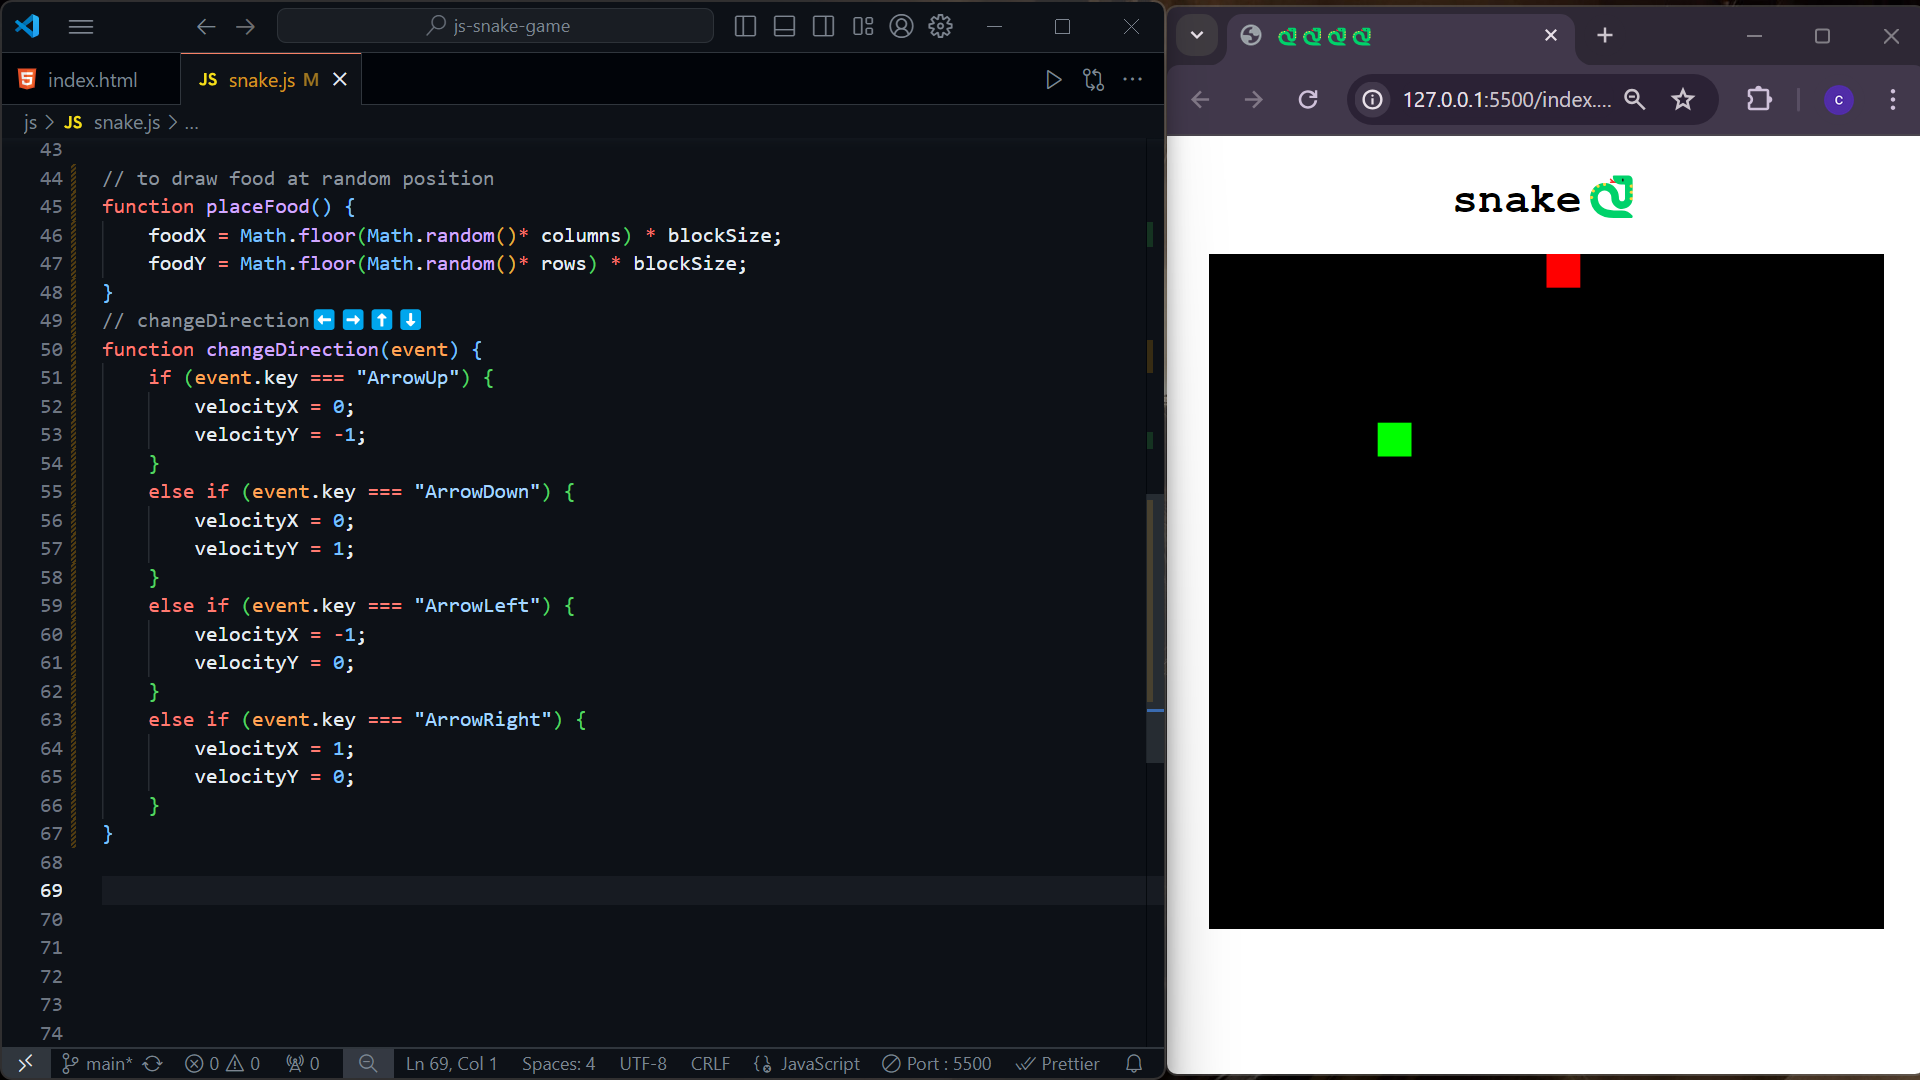 js-snake-game
index.html
JS snake.js M
js > JS snake.js > ...
43
44 // to draw food at random position
45 function placeFood() {
46     foodX = Math.floor(Math.random()* columns) * blockSize;
47     foodY = Math.floor(Math.random()* rows) * blockSize;
48 }
49 // changeDirection⬅️➡️⬆️⬇️
50 function changeDirection(event) {
51     if (event.key === "ArrowUp") {
52         velocityX = 0;
53         velocityY = -1;
54     }
55     else if (event.key === "ArrowDown") {
56         velocityX = 0;
57         velocityY = 1;
58     }
59     else if (event.key === "ArrowLeft") {
60         velocityX = -1;
61         velocityY = 0;
62     }
63     else if (event.key === "ArrowRight") {
64         velocityX = 1;
65         velocityY = 0;
66     }
67 }
68
69
70
71
72
73
74
main* 0 0 0 Ln 69, Col 1 Spaces: 4 UTF-8 CRLF {} JavaScript Port : 5500 Prettier
🐍🐍🐍🐍
127.0.0.1:5500/index.... c
snake🐍